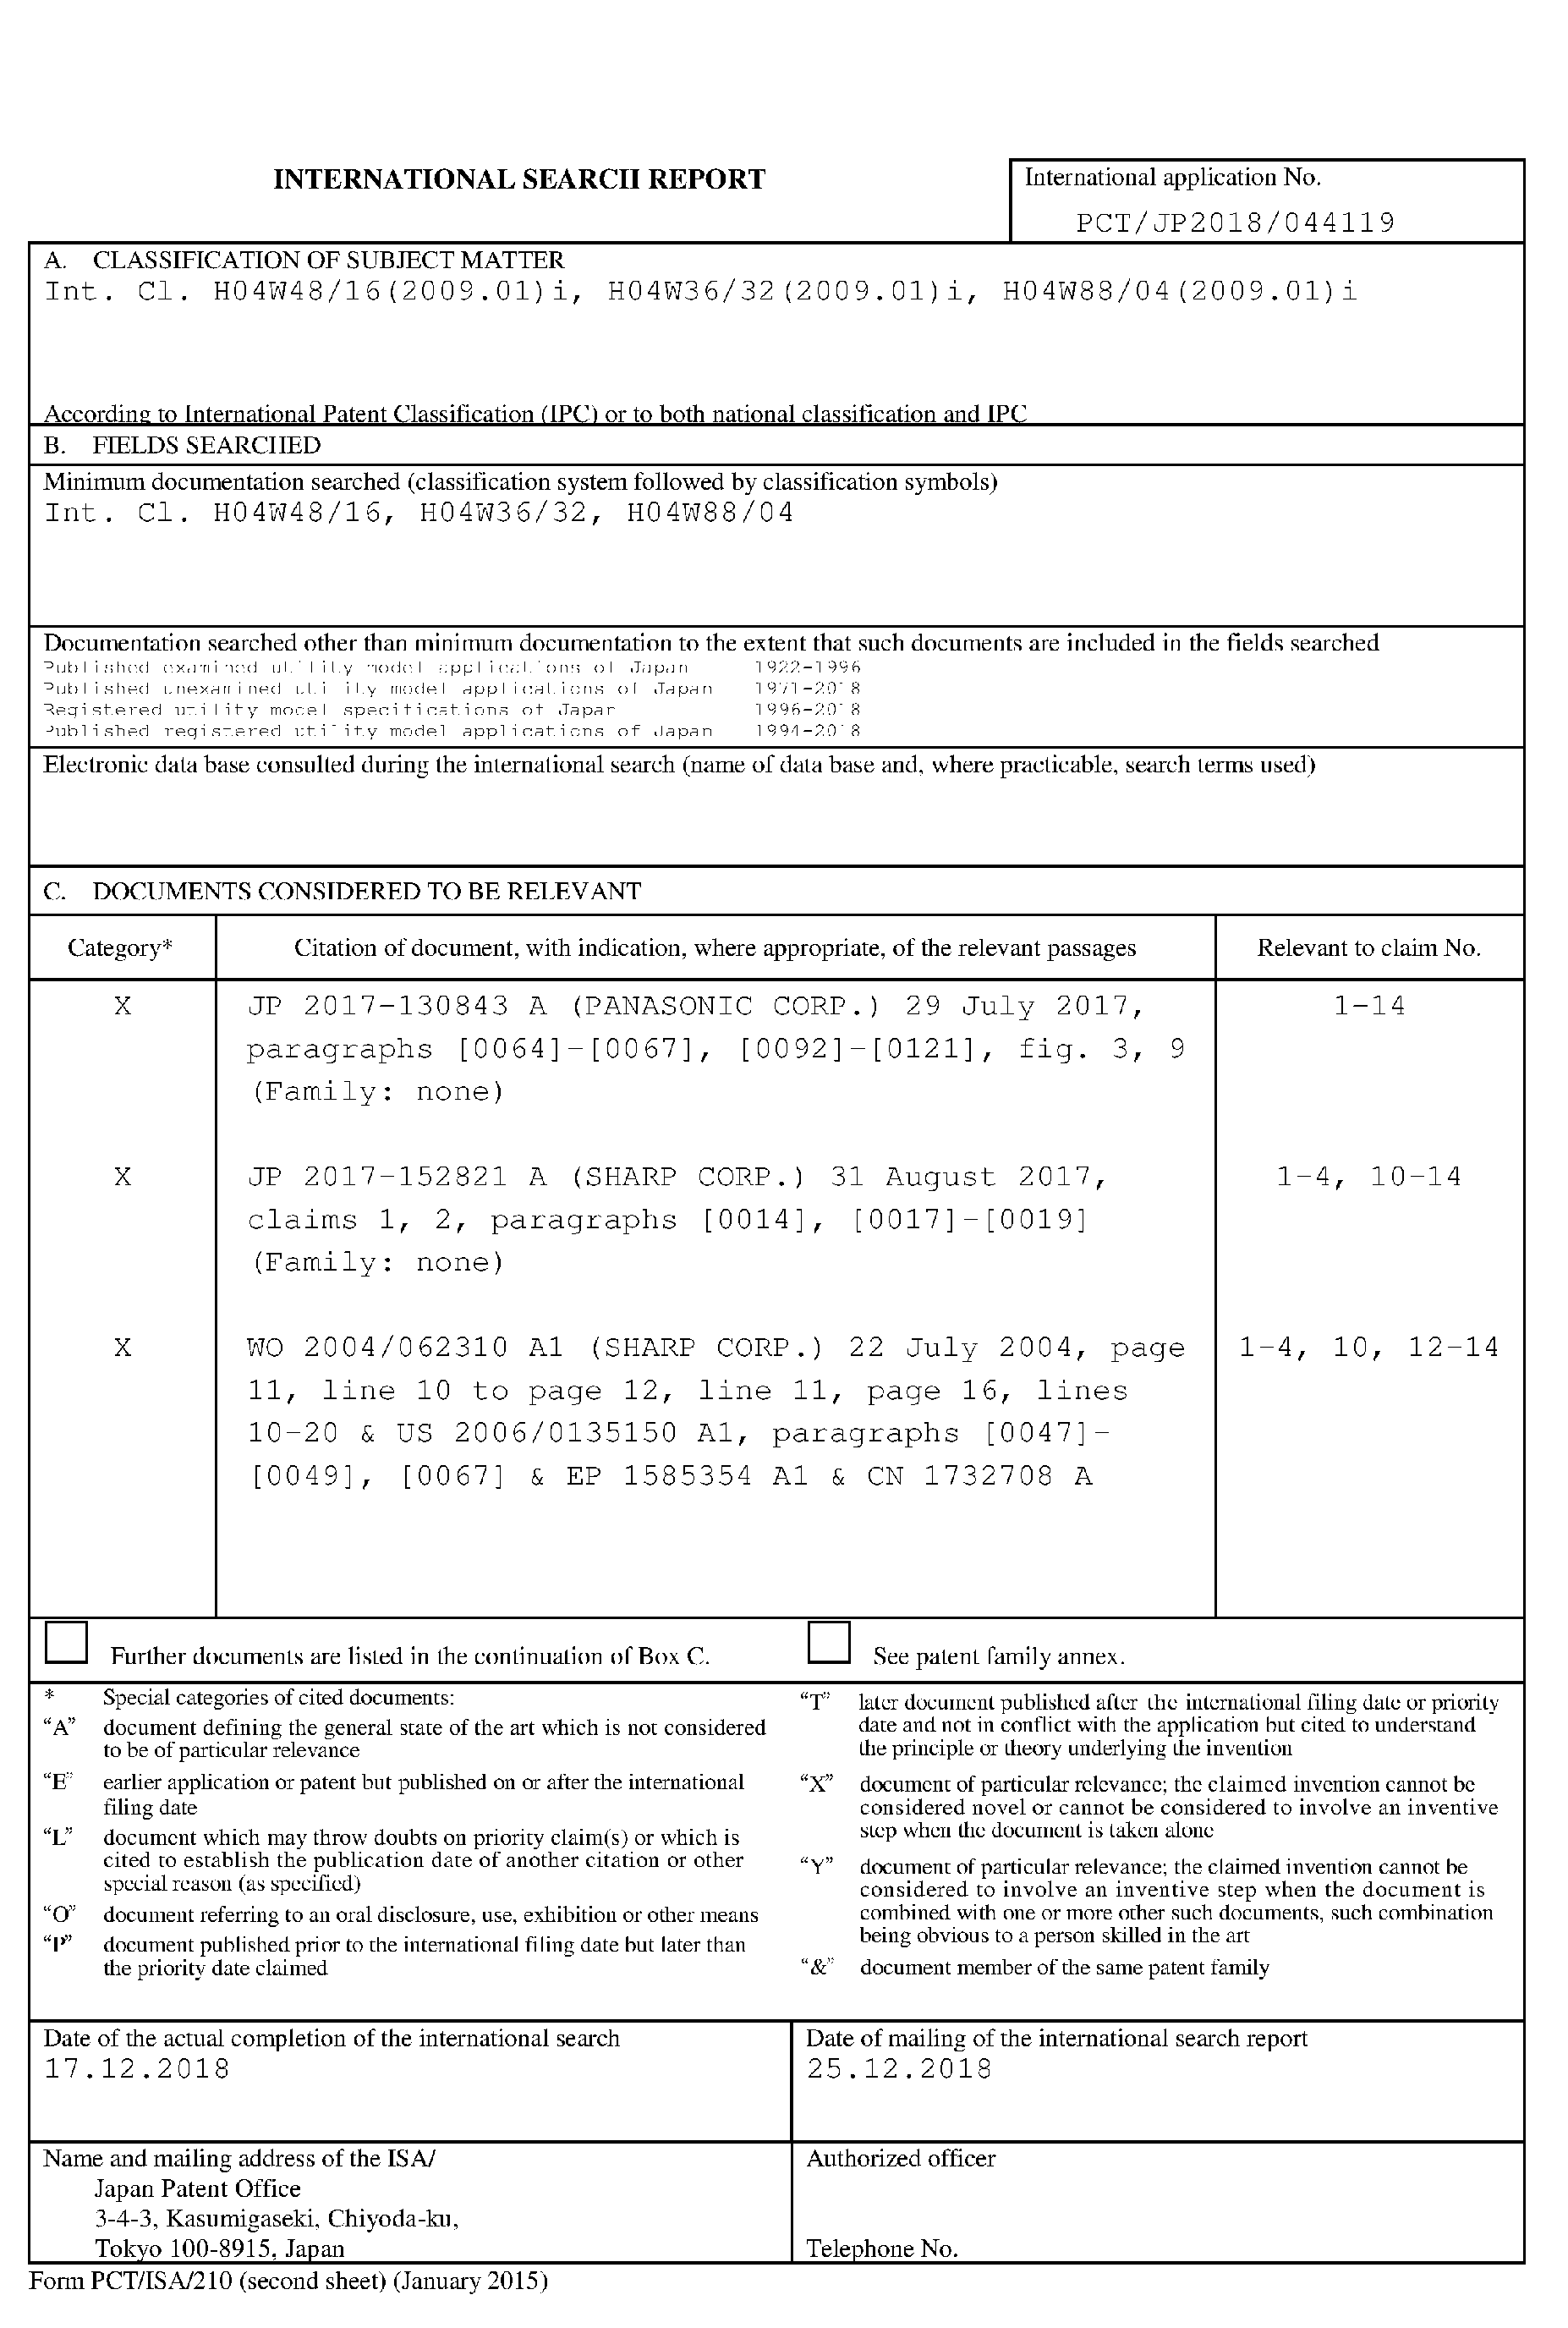 INTERNATIONAL SEARCH REPORT
International application No.
PCT/JP2018/044119
A. CLASSIFICATION OF SUBJECT MATTER
Int. Cl. H04W48/16(2009.01)i, H04W36/32(2009.01)i, H04W88/04(2009.01)i
According to International Patent Classification (IPC) or to both national classification and IPC
B. FIELDS SEARCHED
Minimum documentation searched (classification system followed by classification symbols)
Int. Cl. H04W48/16, H04W36/32, H04W88/04
Documentation searched other than minimum documentation to the extent that such documents are included in the fields searched
Published examined utility model applications of Japan 1922-1996
Published unexamined utility model applications of Japan 1971-2018
Registered utility model specifications of Japan 1996-2018
Published registered utility model applications of Japan 1994-2018
Electronic data base consulted during the international search (name of data base and, where practicable, search terms used)
C. DOCUMENTS CONSIDERED TO BE RELEVANT
Category* Citation of document, with indication, where appropriate, of the relevant passages Relevant to claim No.
X JP 2017-130843 A (PANASONIC CORP.) 29 July 2017, 1-14
paragraphs [0064]-[0067], [0092]-[0121], fig. 3, 9
(Family: none)
X JP 2017-152821 A (SHARP CORP.) 31 August 2017, 1-4, 10-14
claims 1, 2, paragraphs [0014], [0017]-[0019]
(Family: none)
X WO 2004/062310 A1 (SHARP CORP.) 22 July 2004, page 1-4, 10, 12-14
11, line 10 to page 12, line 11, page 16, lines
10-20 & US 2006/0135150 A1, paragraphs [0047]-
[0049], [0067] & EP 1585354 A1 & CN 1732708 A
Further documents are listed in the continuation of Box C.
See patent family annex.
* Special categories of cited documents:
“A” document defining the general state of the art which is not considered
to be of particular relevance
“E” earlier application or patent but published on or after the international
filing date
“L” document which may throw doubts on priority claim(s) or which is
cited to establish the publication date of another citation or other
special reason (as specified)
“O” document referring to an oral disclosure, use, exhibition or other means
“P” document published prior to the international filing date but later than
the priority date claimed
“T” later document published after the international filing date or priority
date and not in conflict with the application but cited to understand
the principle or theory underlying the invention
“X” document of particular relevance; the claimed invention cannot be
considered novel or cannot be considered to involve an inventive
step when the document is taken alone
“Y” document of particular relevance; the claimed invention cannot be
considered to involve an inventive step when the document is
combined with one or more other such documents, such combination
being obvious to a person skilled in the art
“&” document member of the same patent family
Date of the actual completion of the international search
17.12.2018
Date of mailing of the international search report
25.12.2018
Name and mailing address of the ISA/
Japan Patent Office
3-4-3, Kasumigaseki, Chiyoda-ku,
Tokyo 100-8915, Japan
Authorized officer
Telephone No.
Form PCT/ISA/210 (second sheet) (January 2015)